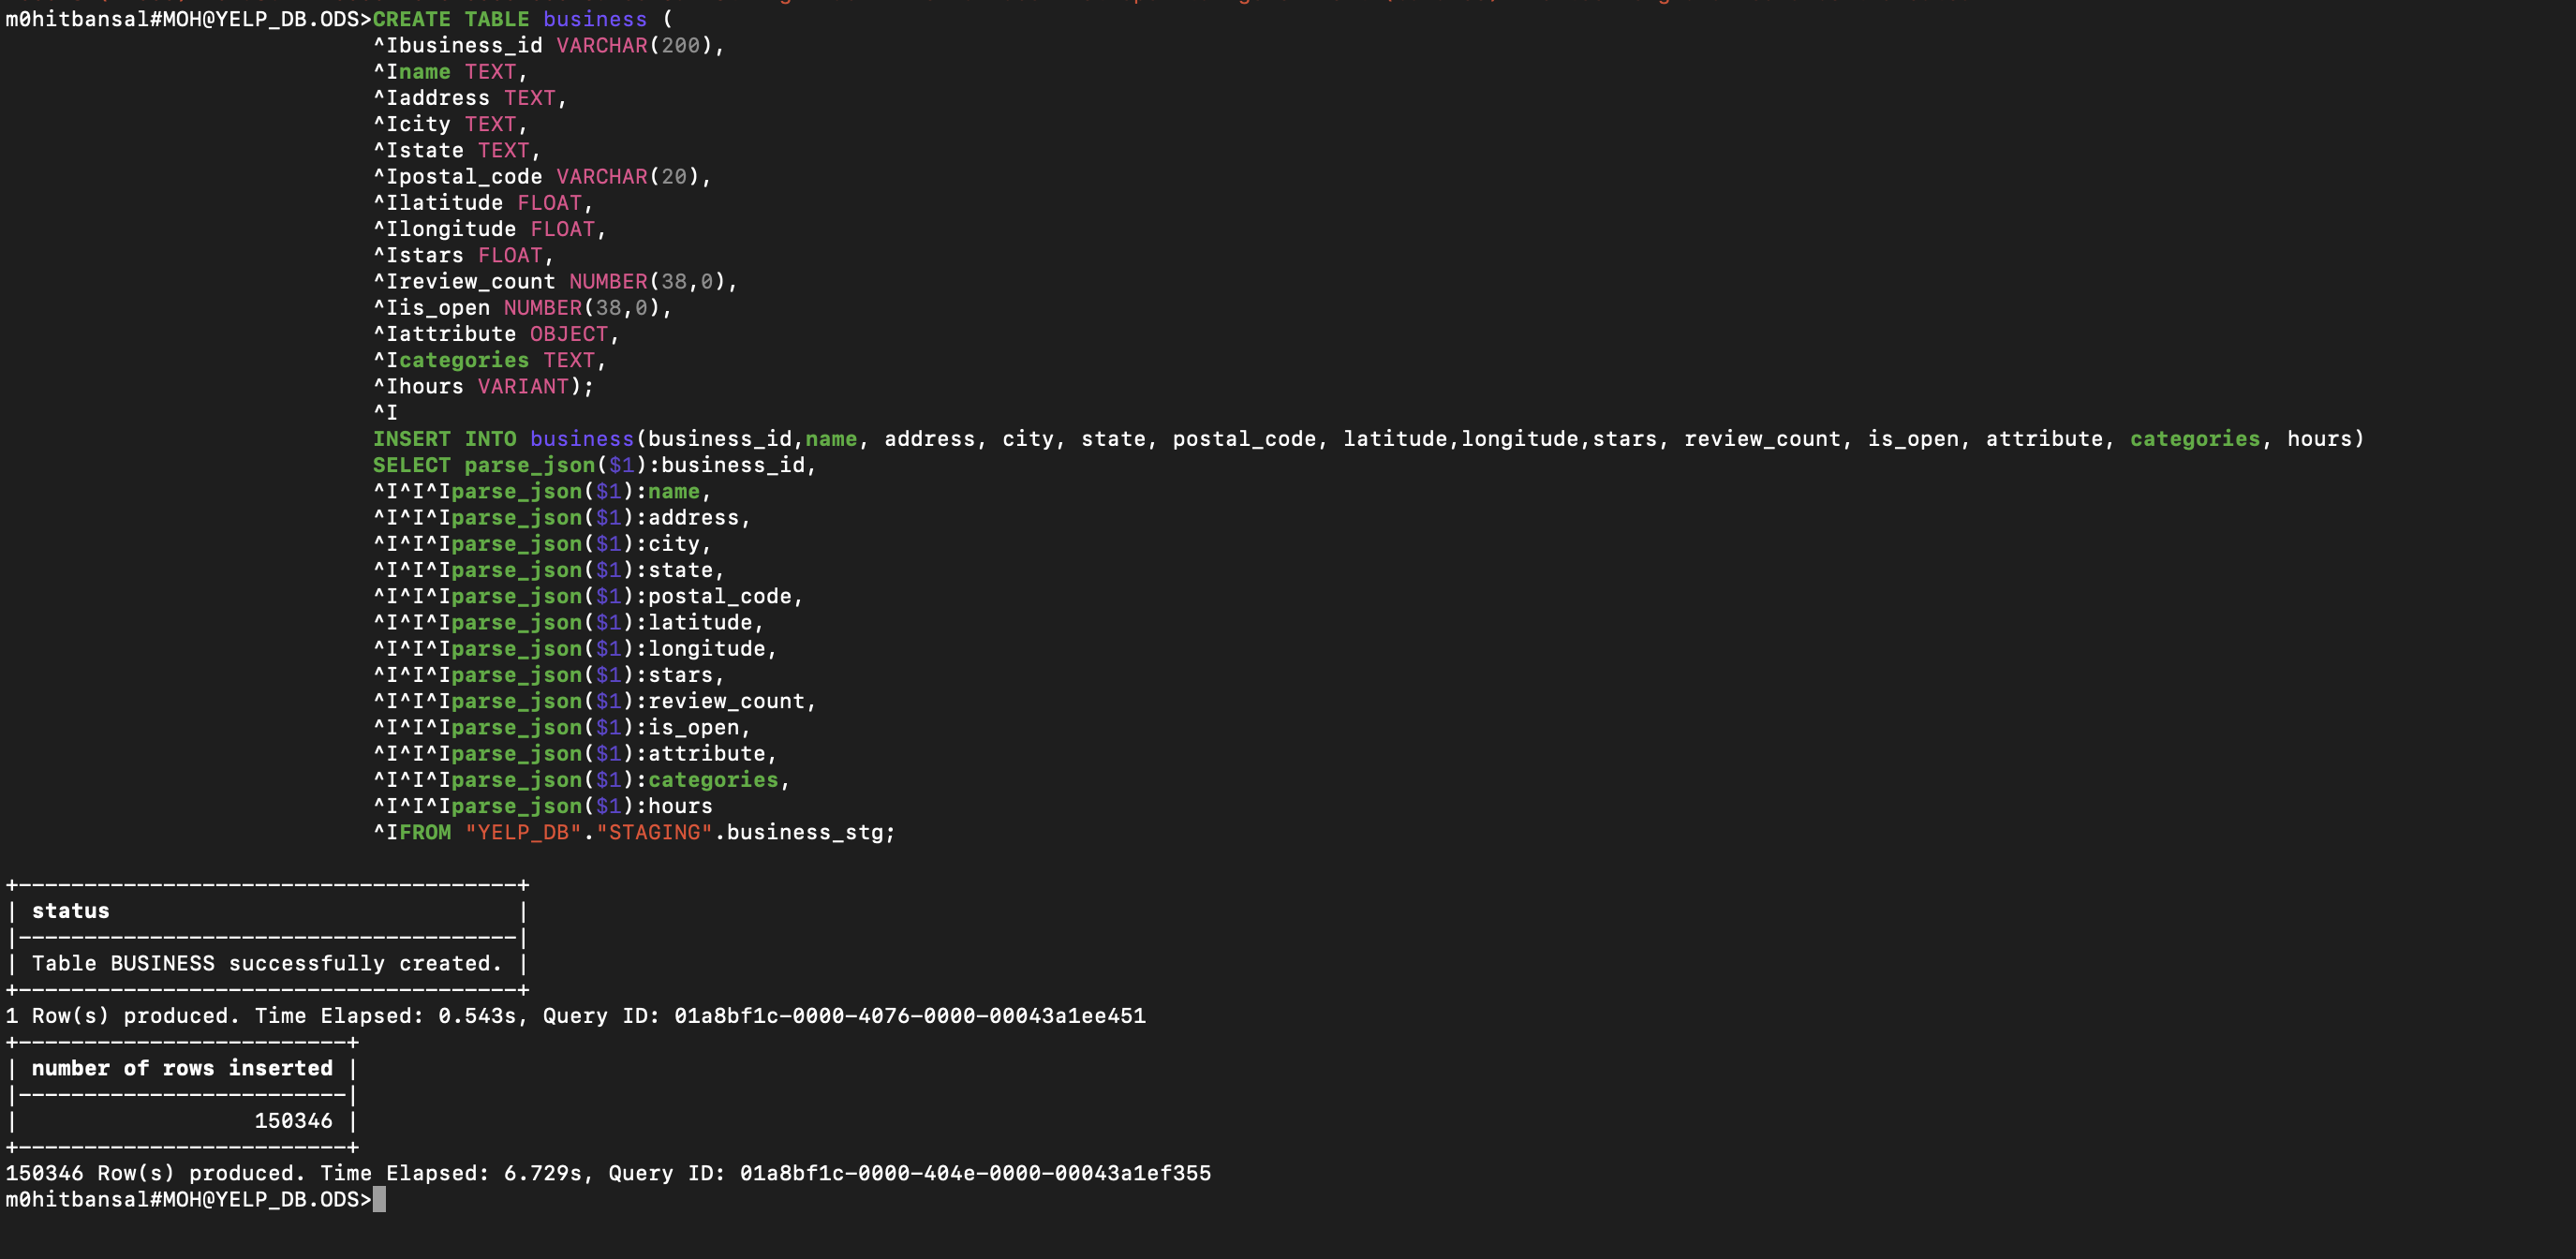 m0hitbansal#MOH@YELP_DB.ODS>CREATE TABLE business (
^Ibusiness_id VARCHAR(200),
^Iname TEXT,
^Iaddress TEXT,
^Icity TEXT,
^Istate TEXT,
^Ipostal_code VARCHAR(20),
^Ilatitude FLOAT,
^Ilongitude FLOAT,
^Istars FLOAT,
^Ireview_count NUMBER(38,0),
^Iis_open NUMBER(38,0),
^Iattribute OBJECT,
^Icategories TEXT,
^Ihours VARIANT);
^I
INSERT INTO business(business_id,name, address, city, state, postal_code, latitude,longitude,stars, review_count, is_open, attribute, categories, hours)
SELECT parse_json($1):business_id,
^I^I^Iparse_json($1):name,
^I^I^Iparse_json($1):address,
^I^I^Iparse_json($1):city,
^I^I^Iparse_json($1):state,
^I^I^Iparse_json($1):postal_code,
^I^I^Iparse_json($1):latitude,
^I^I^Iparse_json($1):longitude,
^I^I^Iparse_json($1):stars,
^I^I^Iparse_json($1):review_count,
^I^I^Iparse_json($1):is_open,
^I^I^Iparse_json($1):attribute,
^I^I^Iparse_json($1):categories,
^I^I^Iparse_json($1):hours
^IFROM "YELP_DB"."STAGING".business_stg;
+--------------------------------------+
| status |
|--------------------------------------|
| Table BUSINESS successfully created. |
+--------------------------------------+
1 Row(s) produced. Time Elapsed: 0.543s, Query ID: 01a8bf1c-0000-4076-0000-00043a1ee451
+-------------------------+
| number of rows inserted |
|-------------------------|
| 150346 |
+-------------------------+
150346 Row(s) produced. Time Elapsed: 6.729s, Query ID: 01a8bf1c-0000-404e-0000-00043a1ef355
m0hitbansal#MOH@YELP_DB.ODS>